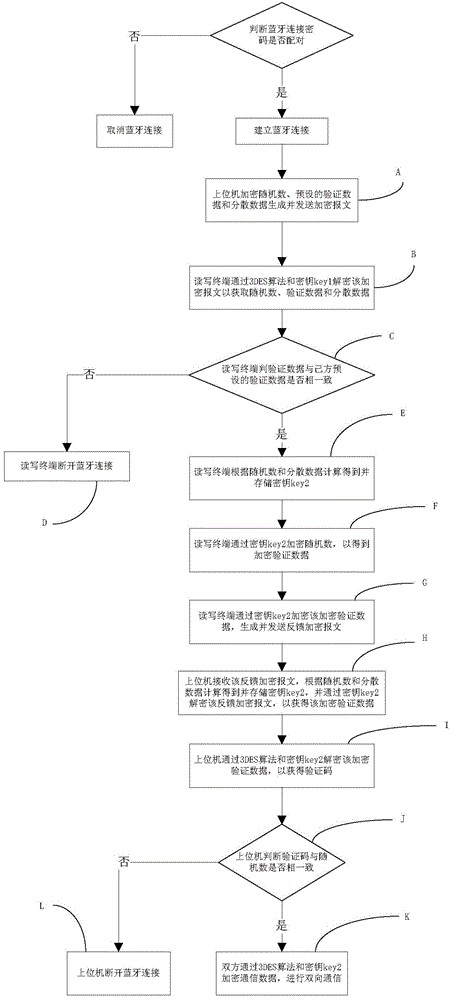 判断蓝牙连接密
码是否配对
否
是
取消蓝牙连接
建立蓝牙连接
A
上位机加密随机数、预设的验证数
据和分散数据生成并发送加密报文
B
读写终端通过3DES算法和密钥key1解密该加
密报文以获取随机数、验证数据和分散数据
C
读写终端判验证数据与己方预
设的验证数据是否相一致
否
是
E
读写终端断开蓝牙连接
D
读写终端根据随机数和分散数据计算得到并
存储密钥key2
F
读写终端通过密钥key2加密随机数，以得到
加密验证数据
G
读写终端通过密钥key2加密该加密验证数
据，生成并发送反馈加密报文
H
上位机接收该反馈加密报文，根据随机数和分散
数据计算得到并存储密钥key2，并通过密钥key2
解密该反馈加密报文，以获得该加密验证数据
I
上位机通过3DES算法和密钥key2解密该加密
验证数据，以获得验证码
J
上位机判断验证码与随
机数是否相一致
否
是
L
K
上位机断开蓝牙连接
双方通过3DES算法和密钥key2
加密通信数据，进行双向通信